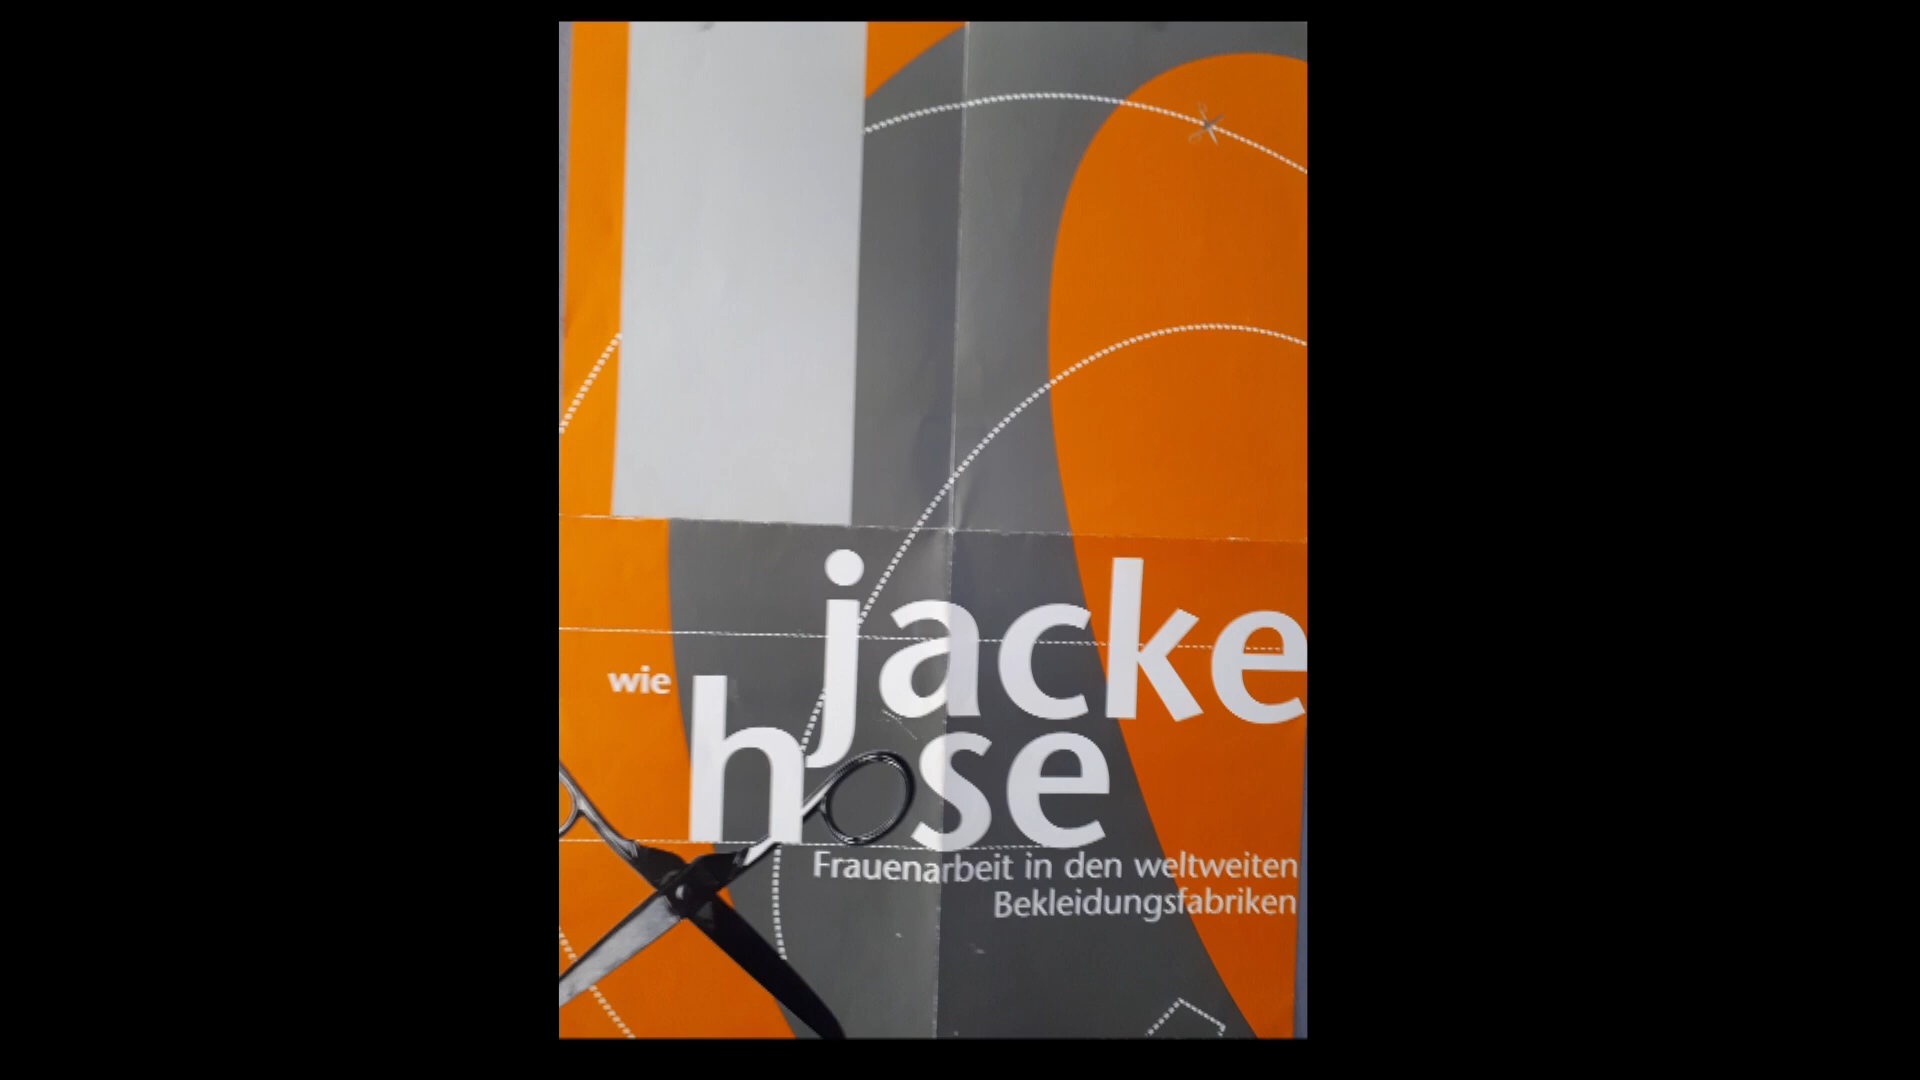 jacke
wie hose
Frauenarbeit in den weltweiten
Bekleidungsfabriken